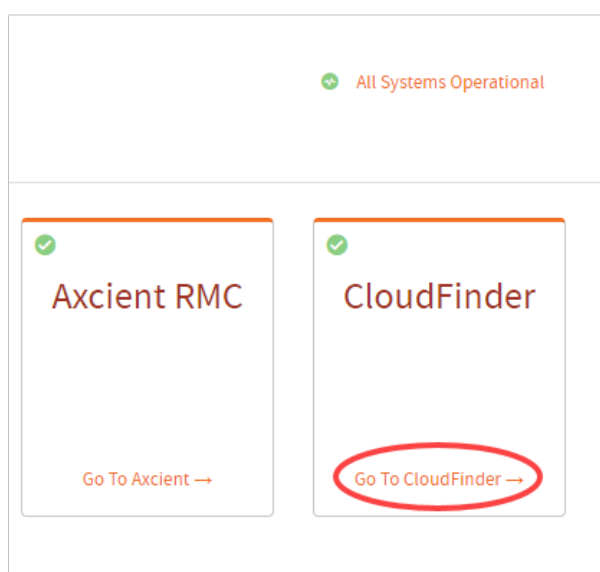 All Systems Operational
Axcient RMC
CloudFinder
Go To Axcient →
Go To CloudFinder →